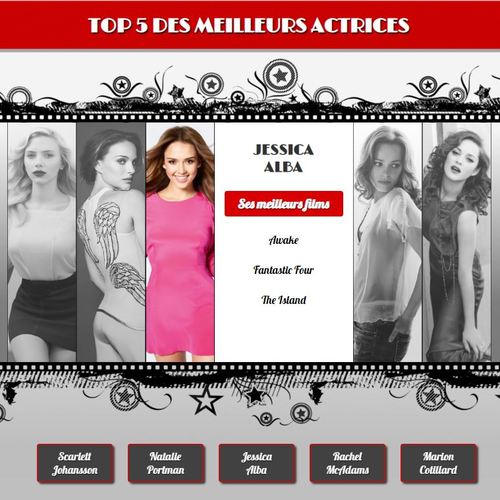 TOP 5 DES MEILLEURS ACTRICES
JESSICA
ALBA
Ses meilleurs films
Awake
Fantastic Four
The Island
Scarlett
Johansson
Natalie
Portman
Jessica
Alba
Rachel
McAdams
Marion
Cotillard